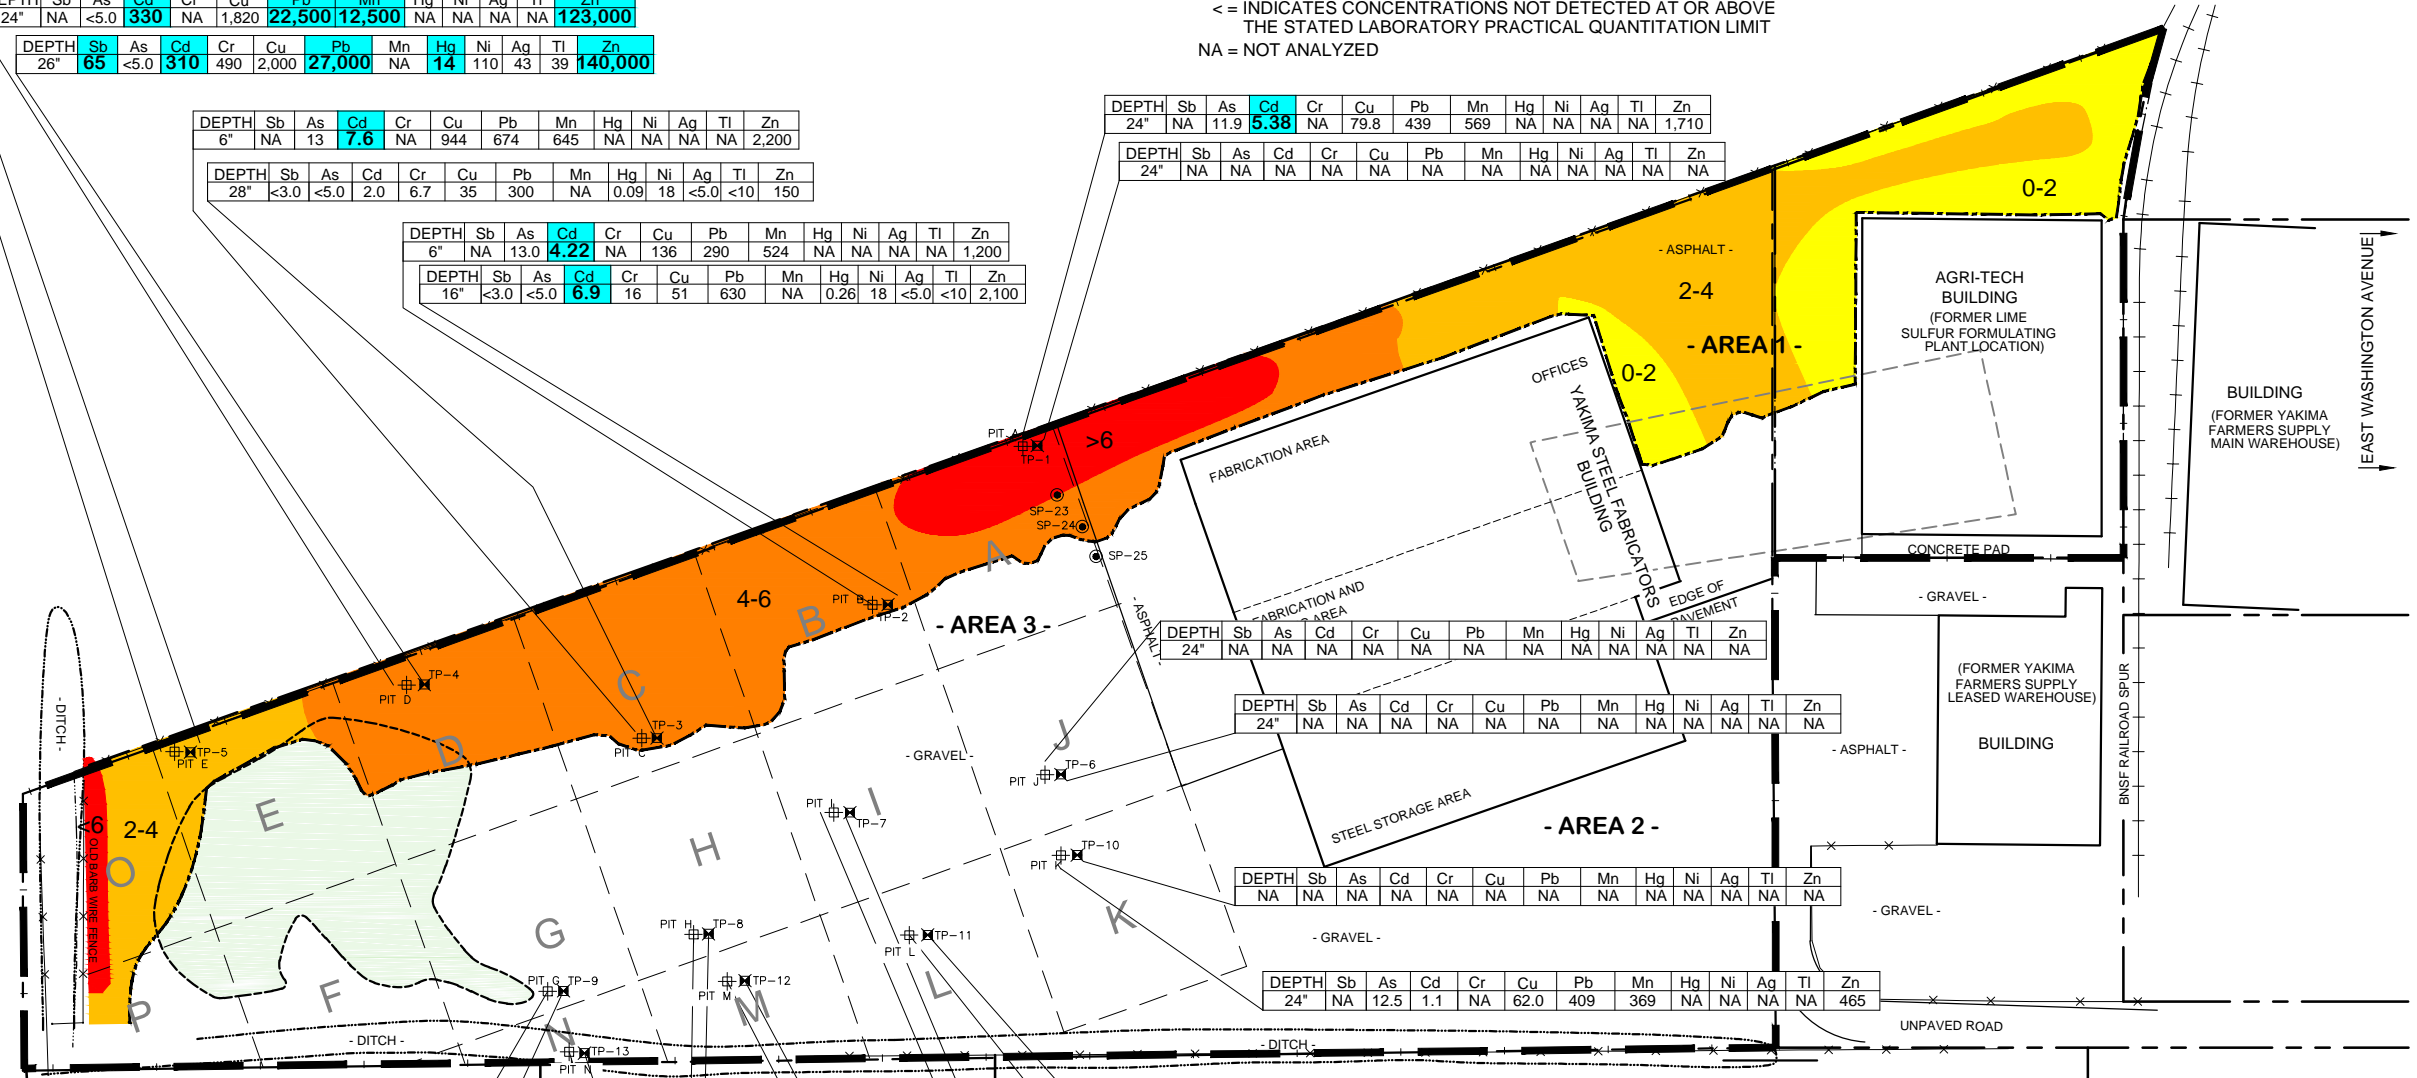 DEPTH Sb As Cd Cr Cu Pb Mn Hg Ni Ag Tl Zn
24" NA <5.0 330 NA 1,820 22,500 12,500 NA NA NA NA 123,000
DEPTH Sb As Cd Cr Cu Pb Mn Hg Ni Ag Tl Zn
26" 65 <5.0 310 490 2,000 27,000 NA 14 110 43 39 140,000
< = INDICATES CONCENTRATIONS NOT DETECTED AT OR ABOVE
THE STATED LABORATORY PRACTICAL QUANTITATION LIMIT
NA = NOT ANALYZED
DEPTH Sb As Cd Cr Cu Pb Mn Hg Ni Ag Tl Zn
6" NA 13 7.6 NA 944 674 645 NA NA NA NA 2,200
DEPTH Sb As Cd Cr Cu Pb Mn Hg Ni Ag Tl Zn
28" <3.0 <5.0 2.0 6.7 35 300 NA 0.09 18 <5.0 <10 150
DEPTH Sb As Cd Cr Cu Pb Mn Hg Ni Ag Tl Zn
6" NA 13.0 4.22 NA 136 290 524 NA NA NA NA 1,200
DEPTH Sb As Cd Cr Cu Pb Mn Hg Ni Ag Tl Zn
16" <3.0 <5.0 6.9 16 51 630 NA 0.26 18 <5.0 <10 2,100
DEPTH Sb As Cd Cr Cu Pb Mn Hg Ni Ag Tl Zn
24" NA 11.9 5.38 NA 79.8 439 569 NA NA NA NA 1,710
DEPTH Sb As Cd Cr Cu Pb Mn Hg Ni Ag Tl Zn
24" NA NA NA NA NA NA NA NA NA NA NA NA
0-2
- ASPHALT -
2-4
- AREA 1 -
0-2
AGRI-TECH
BUILDING
(FORMER LIME
SULFUR FORMULATING
PLANT LOCATION)
EAST WASHINGTON AVENUE
BUILDING
(FORMER YAKIMA
FARMERS SUPPLY
MAIN WAREHOUSE)
OFFICES
YAKIMA STEEL FABRICATORS
BUILDING
FABRICATION AREA
>6
PIT A
TP-1
SP-23
SP-24
SP-25
A
4-6
PIT B
TP-2
B
- AREA 3 -
- ASPHALT -
FABRICATION AND
AREA
EDGE OF
PAVEMENT
CONCRETE PAD
- GRAVEL -
DEPTH Sb As Cd Cr Cu Pb Mn Hg Ni Ag Tl Zn
24" NA NA NA NA NA NA NA NA NA NA NA NA
(FORMER YAKIMA
FARMERS SUPPLY
LEASED WAREHOUSE)
BUILDING
BNSF RAILROAD SPUR
- ASPHALT -
DEPTH Sb As Cd Cr Cu Pb Mn Hg Ni Ag Tl Zn
24" NA NA NA NA NA NA NA NA NA NA NA NA
- DITCH -
TP-4
PIT D
C
TP-3
PIT C
D
TP-5
PIT E
- GRAVEL -
J
TP-6
PIT J
PIT I
TP-7
I
STEEL STORAGE AREA
- AREA 2 -
<6
2-4
OLD BARB WIRE FENCE
E
O
H
TP-10
PIT K
DEPTH Sb As Cd Cr Cu Pb Mn Hg Ni Ag Tl Zn
NA NA NA NA NA NA NA NA NA NA NA NA NA
- GRAVEL -
K
- GRAVEL -
G
PIT H
TP-8
TP-11
PIT L
L
PIT G
TP-9
TP-12
PIT M
M
F
P
N
DEPTH Sb As Cd Cr Cu Pb Mn Hg Ni Ag Tl Zn
24" NA 12.5 1.1 NA 62.0 409 369 NA NA NA NA 465
UNPAVED ROAD
- DITCH -
- DITCH -
TP-13
PIT N